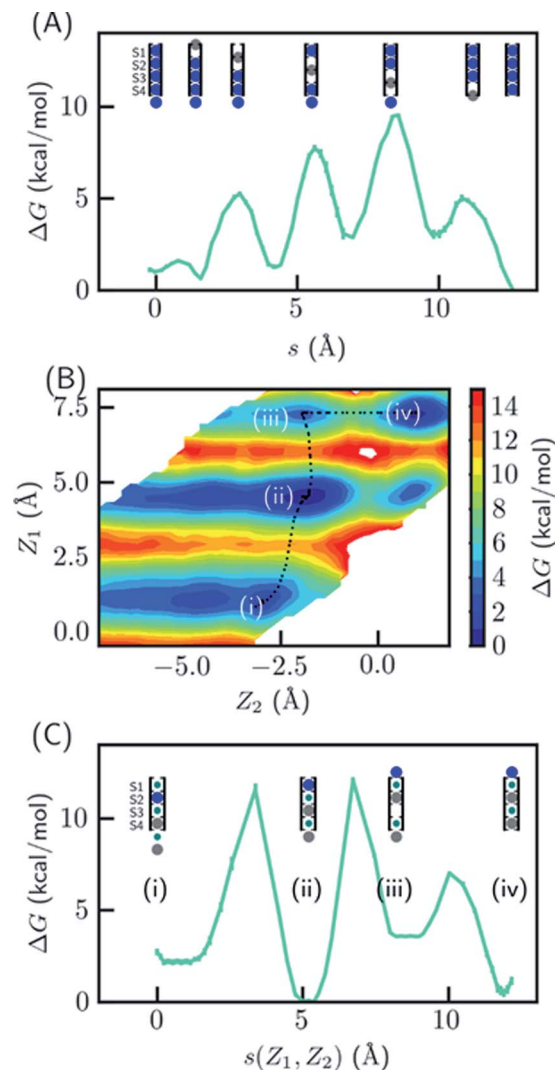 (A)
S1
S2
S3
S4
10
5
0
ΔG (kcal/mol)
0 5 10
s (Å)
(B)
7.5
5.0
2.5
0.0
Z₁ (Å)
(iii) (iv)
(ii)
(i)
−5.0 −2.5 0.0
Z₂ (Å)
14
12
10
8
6
4
2
0
ΔG (kcal/mol)
(C)
S1
S2
S3
S4
10
5
0
ΔG (kcal/mol)
(i) (ii) (iii) (iv)
0 5 10
s(Z₁, Z₂) (Å)